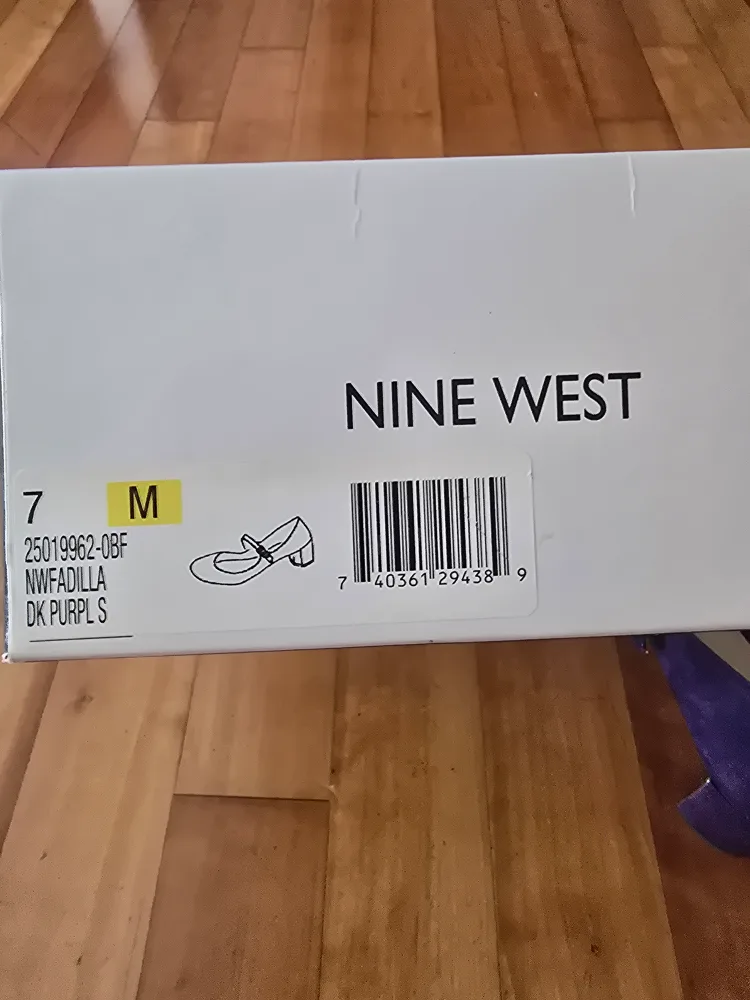 NINE WEST
7 M
25019962-0BF
NWFADILLA
DK PURPL S
7 40361 29438 9